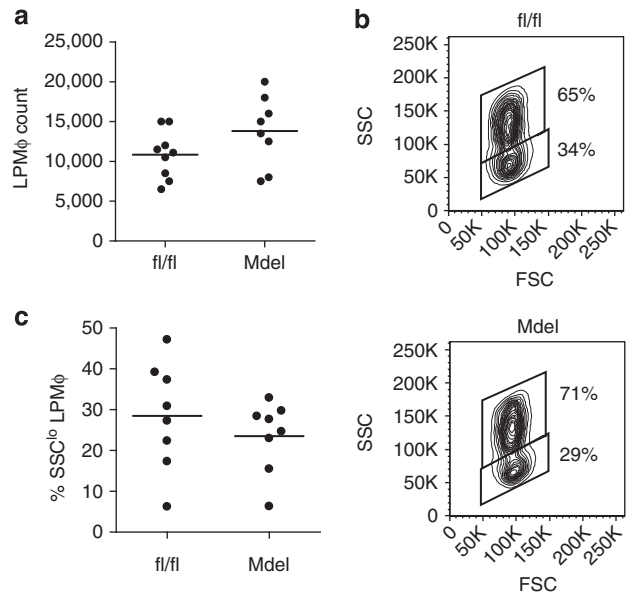 a
LPMϕ count
25,000
20,000
15,000
10,000
5,000
0
fl/fl
Mdel
b
fl/fl
SSC
250K
200K
150K
100K
50K
0
65%
34%
0
50K
100K
150K
200K
250K
FSC
c
% SSClo LPMϕ
50
40
30
20
10
0
fl/fl
Mdel
Mdel
SSC
250K
200K
150K
100K
50K
0
71%
29%
0
50K
100K
150K
200K
250K
FSC